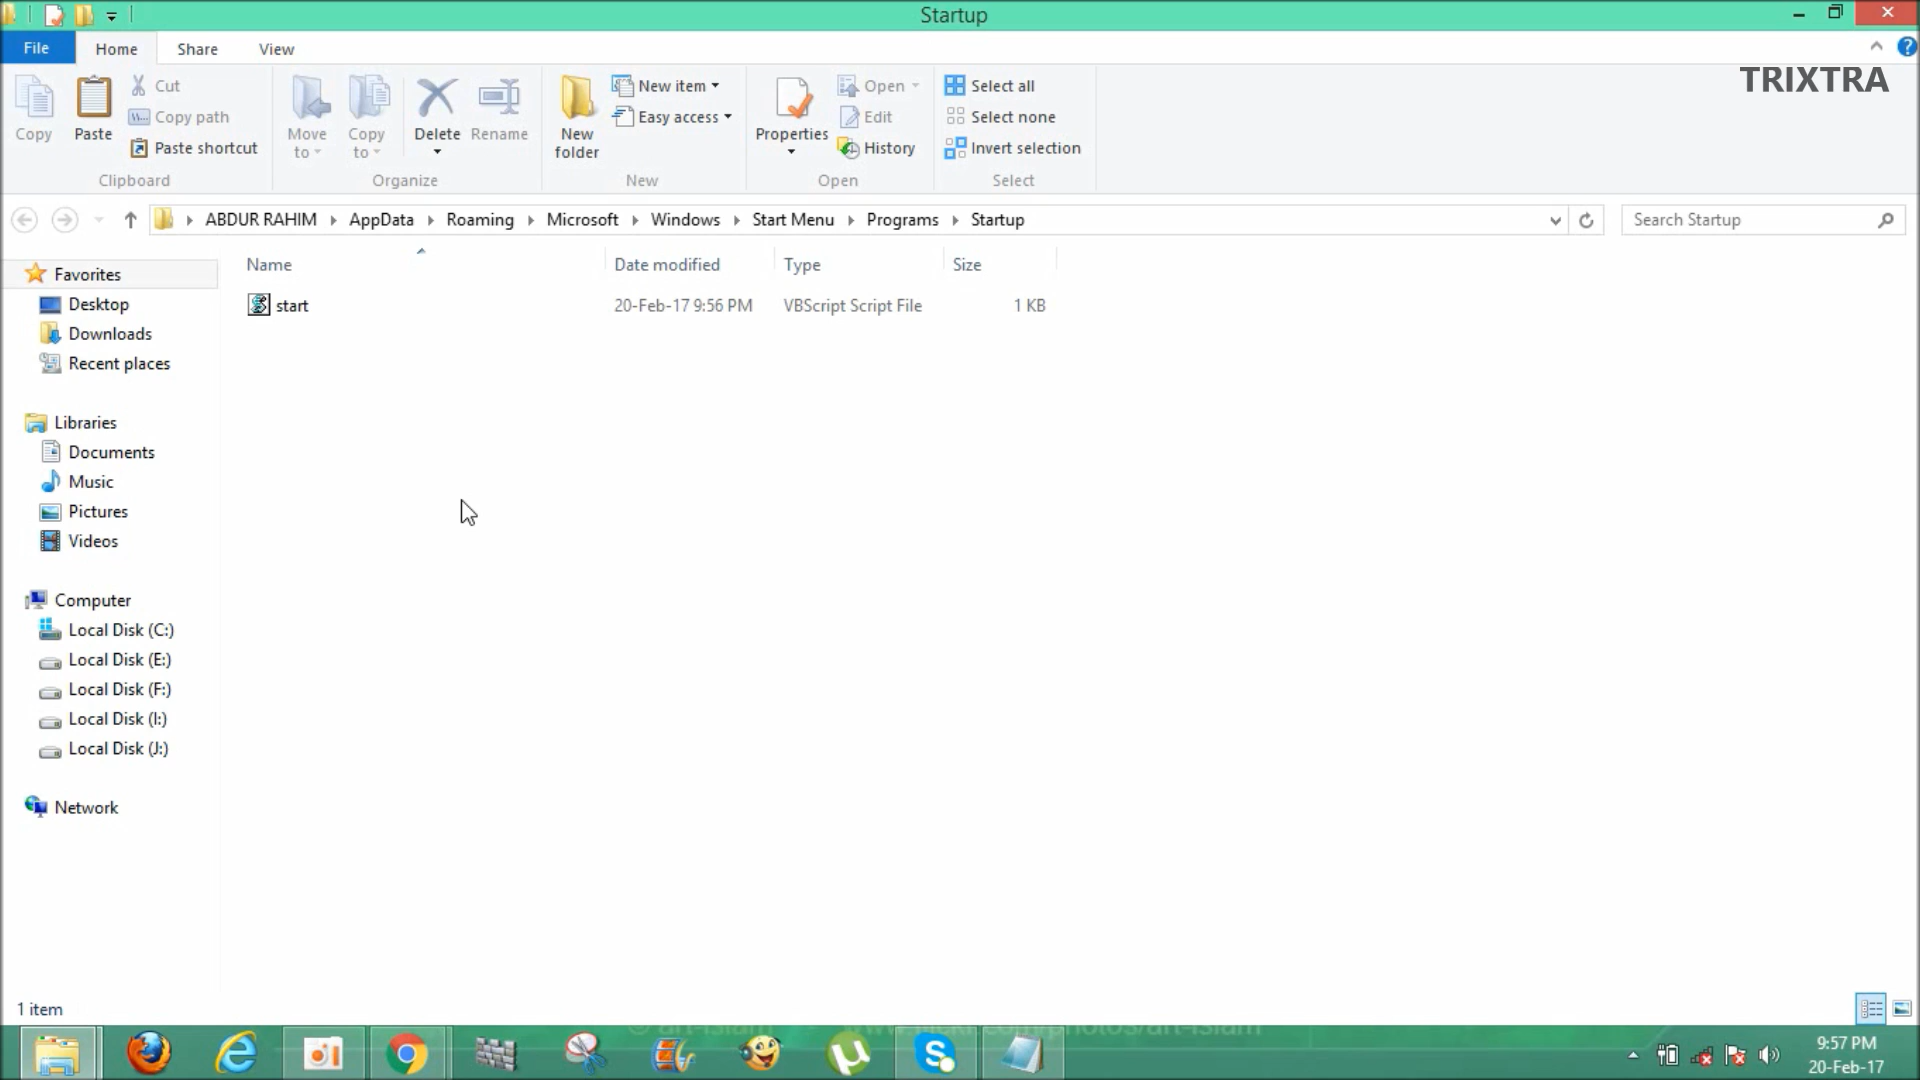 Startup
File Home Share View
TRIXTRA
Copy
Paste
Cut
Copy path
Paste shortcut
Clipboard
Move to
Copy to
Delete
Rename
Organize
New folder
New item
Easy access
New
Properties
Open
Edit
History
Open
Select all
Select none
Invert selection
Select
ABDUR RAHIM AppData Roaming Microsoft Windows Start Menu Programs Startup
Search Startup
Name Date modified Type Size
start 20-Feb-17 9:56 PM VBScript Script File 1 KB
Favorites
Desktop
Downloads
Recent places
Libraries
Documents
Music
Pictures
Videos
Computer
Local Disk (C:)
Local Disk (E:)
Local Disk (F:)
Local Disk (I:)
Local Disk (J:)
Network
1 item
9:57 PM
20-Feb-17